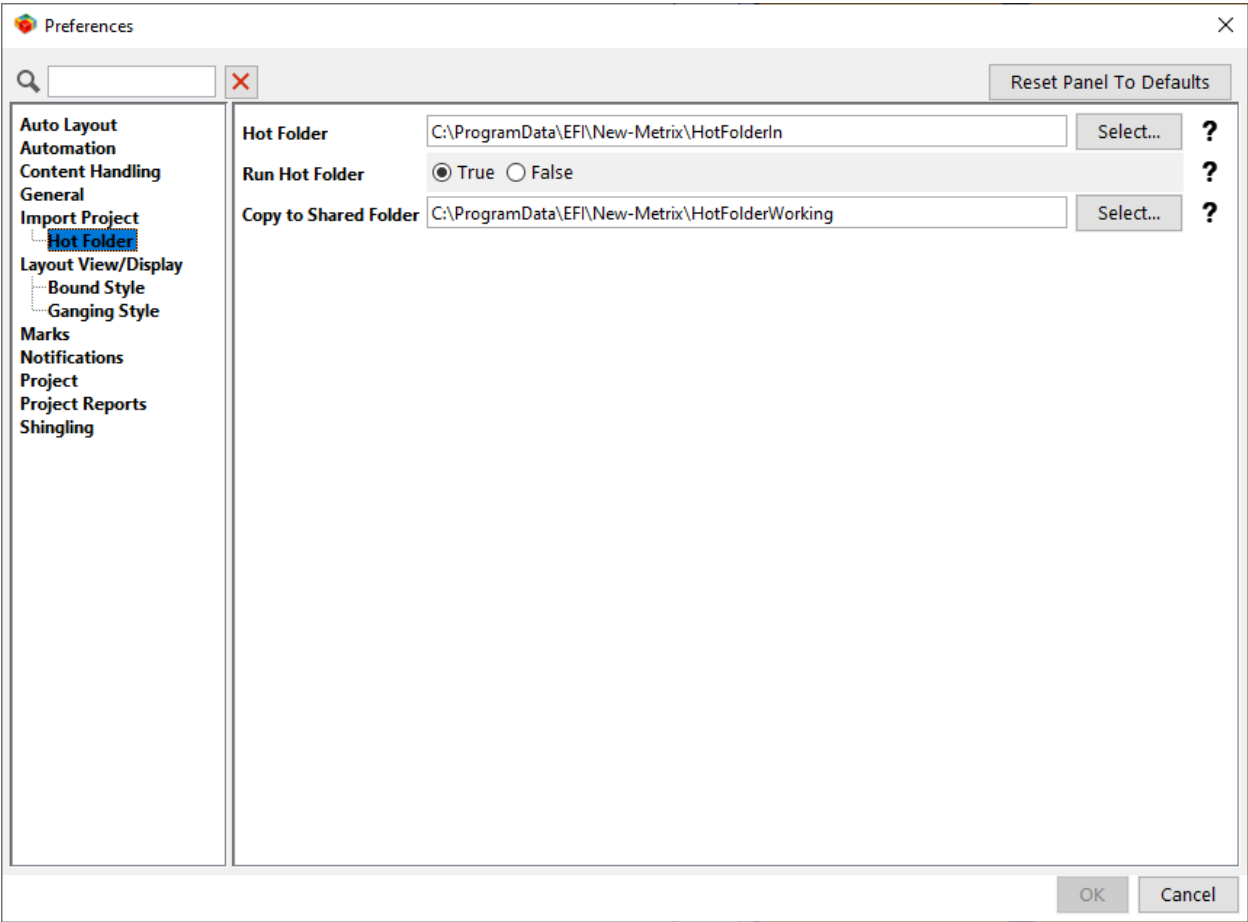 Preferences
Reset Panel To Defaults
Auto Layout
Automation
Content Handling
General
Import Project
Hot Folder
Layout View/Display
Bound Style
Ganging Style
Marks
Notifications
Project
Project Reports
Shingling
Hot Folder C:\ProgramData\EFI\New-Metrix\HotFolderIn Select... ?
Run Hot Folder True False ?
Copy to Shared Folder C:\ProgramData\EFI\New-Metrix\HotFolderWorking Select... ?
OK Cancel